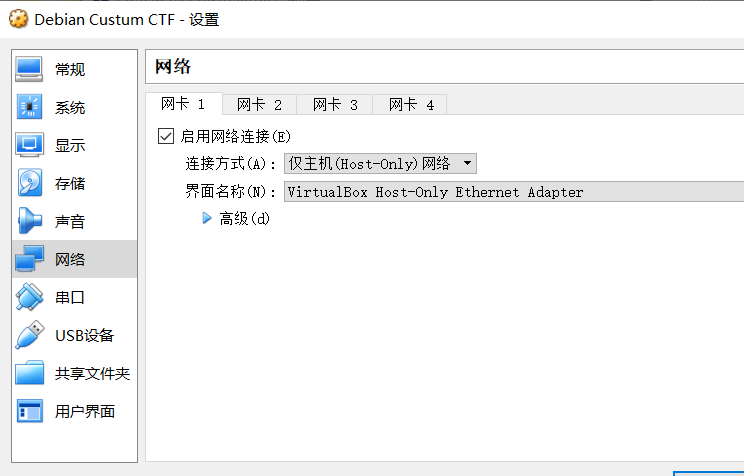 Debian Custum CTF - 设置
常规
系统
显示
存储
声音
网络
串口
USB设备
共享文件夹
用户界面
网络
网卡 1 网卡 2 网卡 3 网卡 4
启用网络连接(E)
连接方式(A): 仅主机(Host-Only)网络
界面名称(N): VirtualBox Host-Only Ethernet Adapter
高级(d)